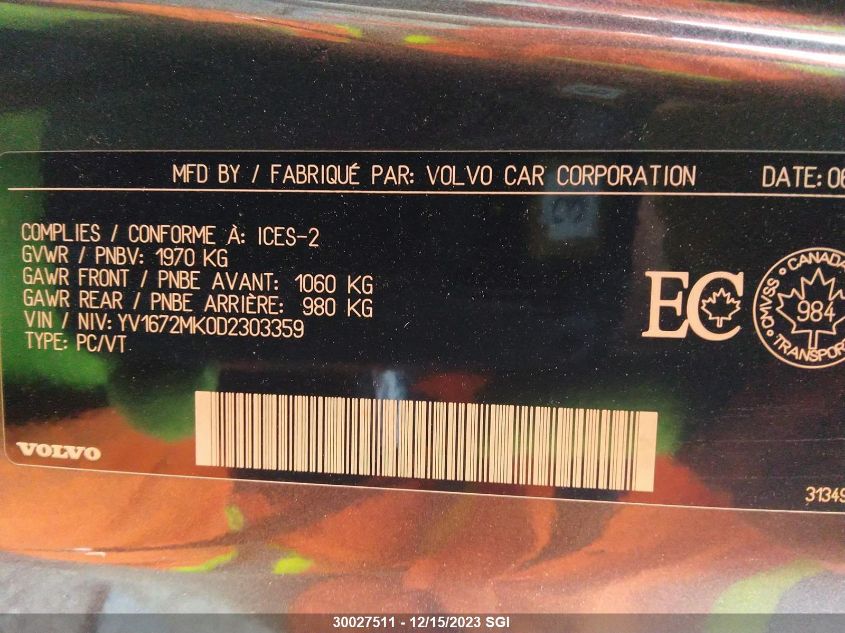 MFD BY / FABRIQUÉ PAR: VOLVO CAR CORPORATION DATE: 06
COMPLIES / CONFORME À: ICES-2
GVWR / PNBV: 1970 KG
GAWR FRONT / PNBE AVANT: 1060 KG
GAWR REAR / PNBE ARRIÈRE: 980 KG
VIN / NIV: YV1672MK0D2303359
TYPE: PC/VT
EC
CANADA
CMVSS 984
TRANSPORT
VOLVO
31349
30027511 - 12/15/2023 SGI